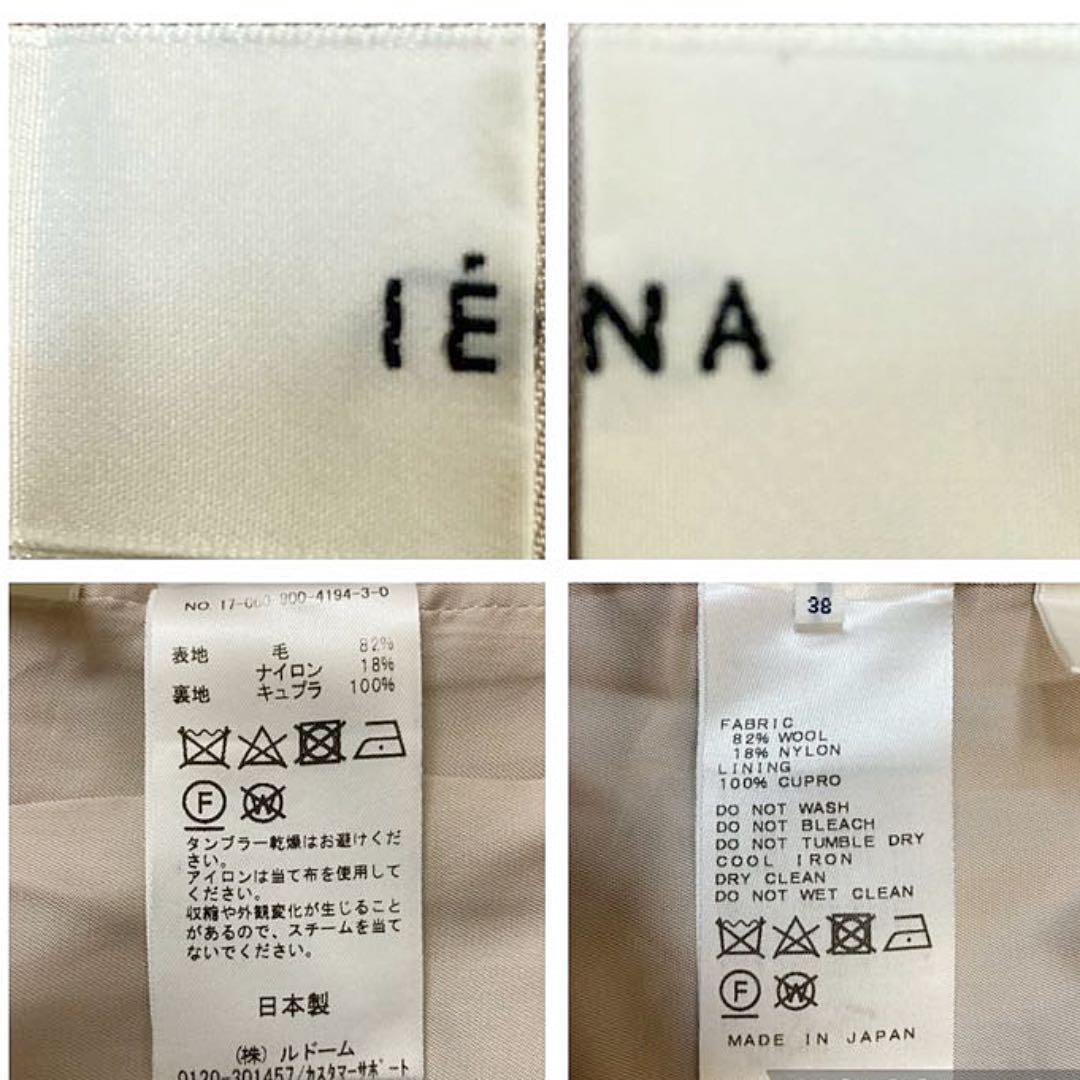 IÉNA
NO. 17-060-900-4194-3-0
表地 毛 82%
ナイロン 18%
裏地 キュプラ 100%
F W
タンブラー乾燥はお避けくだ
さい。
アイロンは当て布を使用して
ください。
収縮や外観変化が生じること
があるので、スチームを当て
ないでください。
日本製
(株) ルドーム
0120-301457/カスタマーサポート
38
FABRIC
82% WOOL
18% NYLON
LINING
100% CUPRO
DO NOT WASH
DO NOT BLEACH
DO NOT TUMBLE DRY
COOL IRON
DRY CLEAN
DO NOT WET CLEAN
F W
MADE IN JAPAN